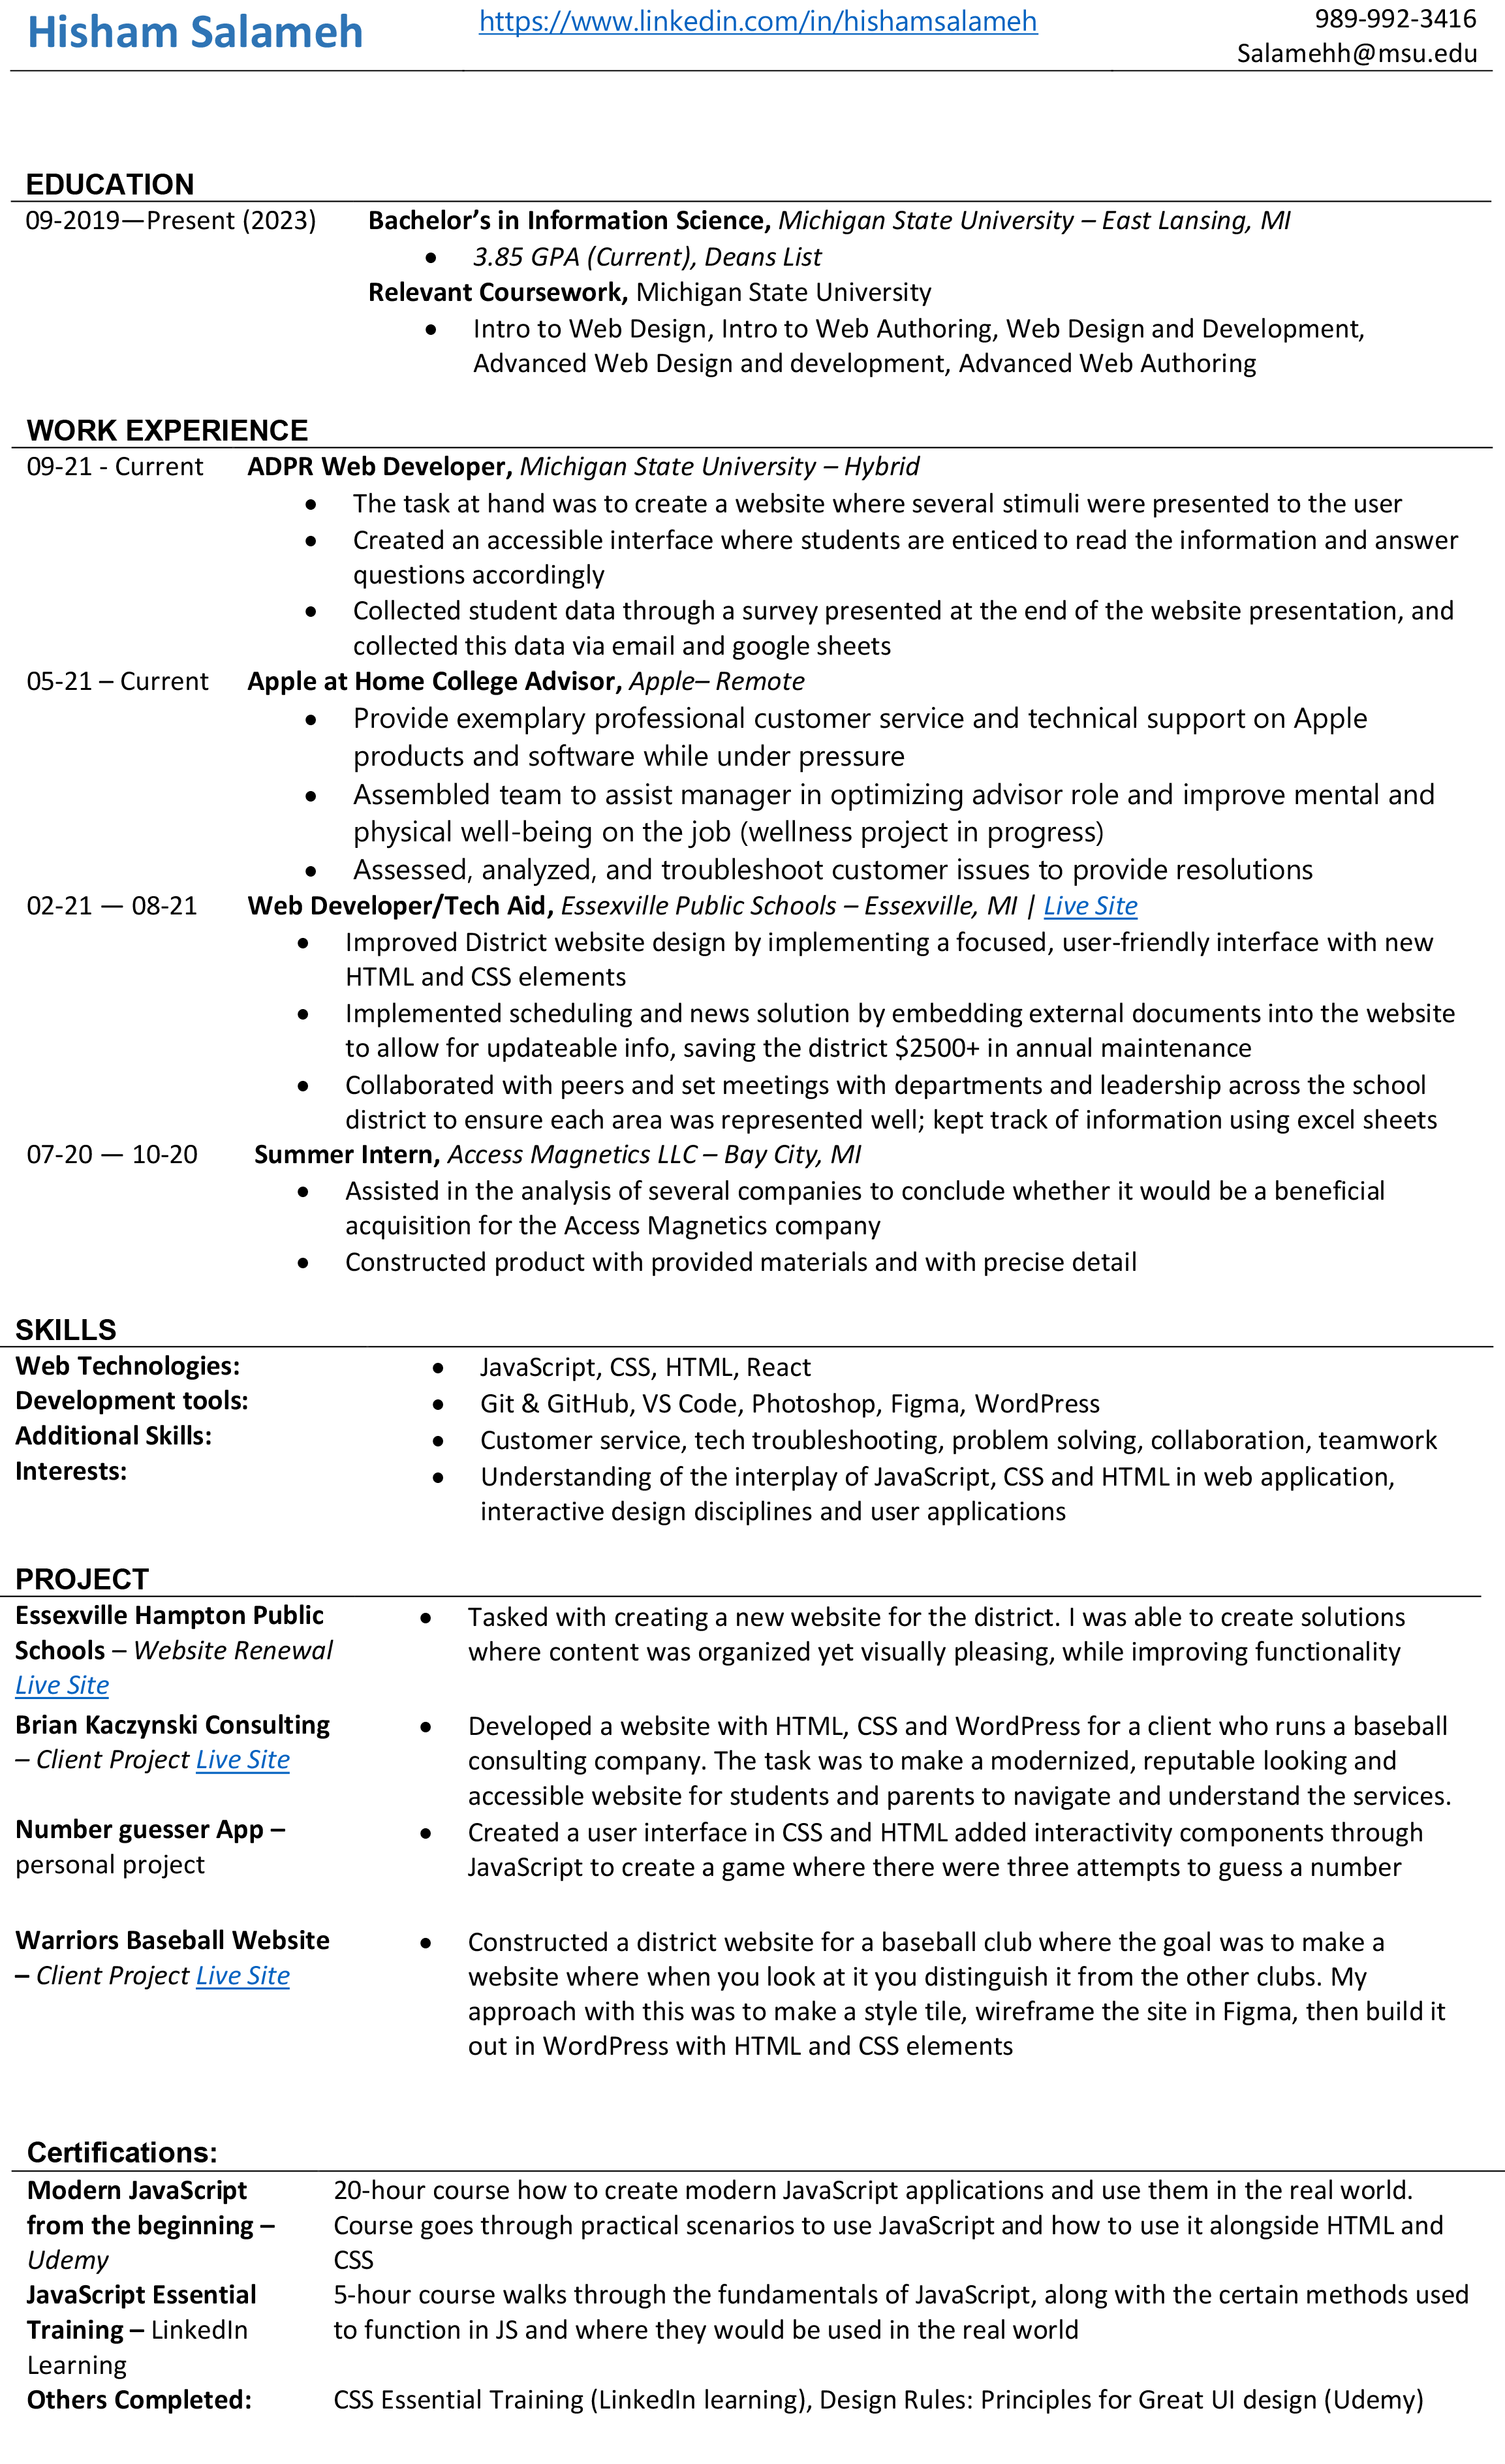 Hisham Salameh https://www.linkedin.com/in/hishamsalameh 989-992-3416
Salamehh@msu.edu
EDUCATION
09-2019—Present (2023) Bachelor’s in Information Science, Michigan State University – East Lansing, MI
• 3.85 GPA (Current), Deans List
Relevant Coursework, Michigan State University
• Intro to Web Design, Intro to Web Authoring, Web Design and Development,
Advanced Web Design and development, Advanced Web Authoring
WORK EXPERIENCE
09-21 - Current ADPR Web Developer, Michigan State University – Hybrid
• The task at hand was to create a website where several stimuli were presented to the user
• Created an accessible interface where students are enticed to read the information and answer
questions accordingly
• Collected student data through a survey presented at the end of the website presentation, and
collected this data via email and google sheets
05-21 – Current Apple at Home College Advisor, Apple– Remote
• Provide exemplary professional customer service and technical support on Apple
products and software while under pressure
• Assembled team to assist manager in optimizing advisor role and improve mental and
physical well-being on the job (wellness project in progress)
• Assessed, analyzed, and troubleshoot customer issues to provide resolutions
02-21 — 08-21 Web Developer/Tech Aid, Essexville Public Schools – Essexville, MI | Live Site
• Improved District website design by implementing a focused, user-friendly interface with new
HTML and CSS elements
• Implemented scheduling and news solution by embedding external documents into the website
to allow for updateable info, saving the district $2500+ in annual maintenance
• Collaborated with peers and set meetings with departments and leadership across the school
district to ensure each area was represented well; kept track of information using excel sheets
07-20 — 10-20 Summer Intern, Access Magnetics LLC – Bay City, MI
• Assisted in the analysis of several companies to conclude whether it would be a beneficial
acquisition for the Access Magnetics company
• Constructed product with provided materials and with precise detail
SKILLS
Web Technologies: • JavaScript, CSS, HTML, React
Development tools: • Git & GitHub, VS Code, Photoshop, Figma, WordPress
Additional Skills: • Customer service, tech troubleshooting, problem solving, collaboration, teamwork
Interests: • Understanding of the interplay of JavaScript, CSS and HTML in web application,
interactive design disciplines and user applications
PROJECT
Essexville Hampton Public • Tasked with creating a new website for the district. I was able to create solutions
Schools – Website Renewal where content was organized yet visually pleasing, while improving functionality
Live Site
Brian Kaczynski Consulting • Developed a website with HTML, CSS and WordPress for a client who runs a baseball
– Client Project Live Site consulting company. The task was to make a modernized, reputable looking and
accessible website for students and parents to navigate and understand the services.
Number guesser App – • Created a user interface in CSS and HTML added interactivity components through
personal project JavaScript to create a game where there were three attempts to guess a number
Warriors Baseball Website • Constructed a district website for a baseball club where the goal was to make a
– Client Project Live Site website where when you look at it you distinguish it from the other clubs. My
approach with this was to make a style tile, wireframe the site in Figma, then build it
out in WordPress with HTML and CSS elements
Certifications:
Modern JavaScript 20-hour course how to create modern JavaScript applications and use them in the real world.
from the beginning – Course goes through practical scenarios to use JavaScript and how to use it alongside HTML and
Udemy CSS
JavaScript Essential 5-hour course walks through the fundamentals of JavaScript, along with the certain methods used
Training – LinkedIn to function in JS and where they would be used in the real world
Learning
Others Completed: CSS Essential Training (LinkedIn learning), Design Rules: Principles for Great UI design (Udemy)